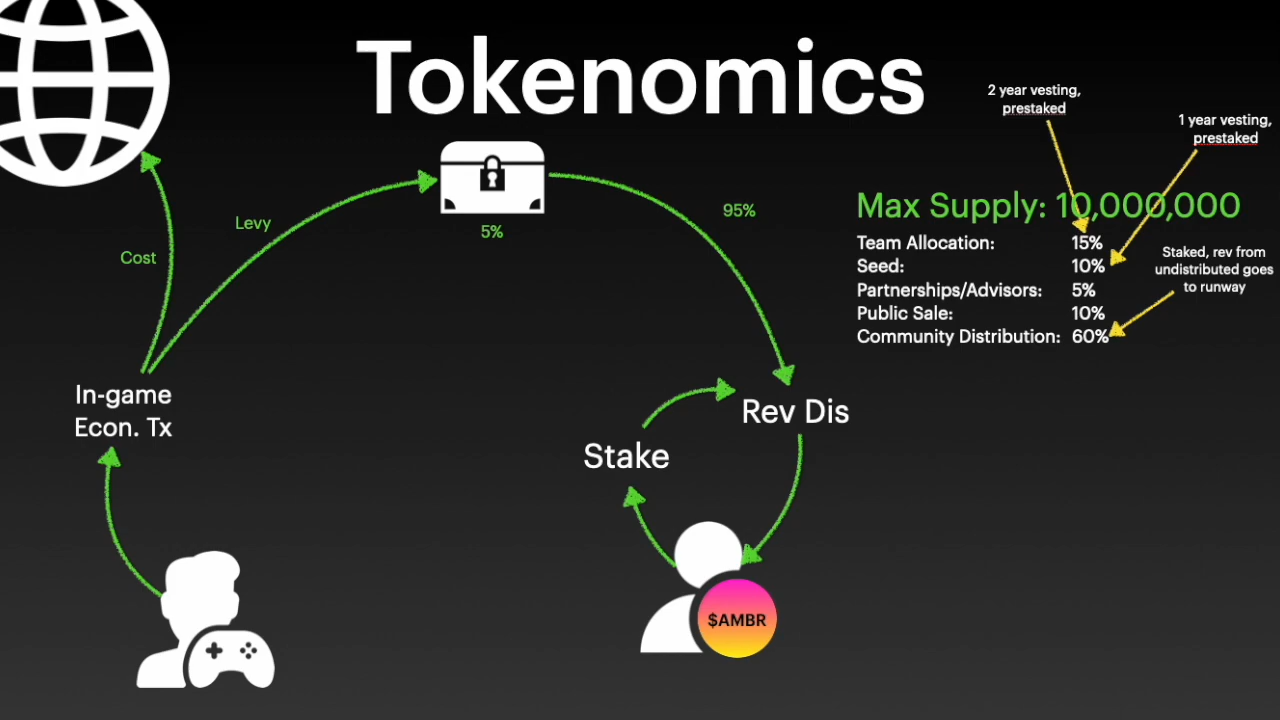 Tokenomics
2 year vesting,
prestaked
1 year vesting,
prestaked
Max Supply: 10,000,000
Team Allocation: 15%
Seed: 10%
Partnerships/Advisors: 5%
Public Sale: 10%
Community Distribution: 60%
Staked, rev from
undistributed goes
to runway
Levy
Cost
5%
95%
In-game
Econ. Tx
Rev Dis
Stake
$AMBR